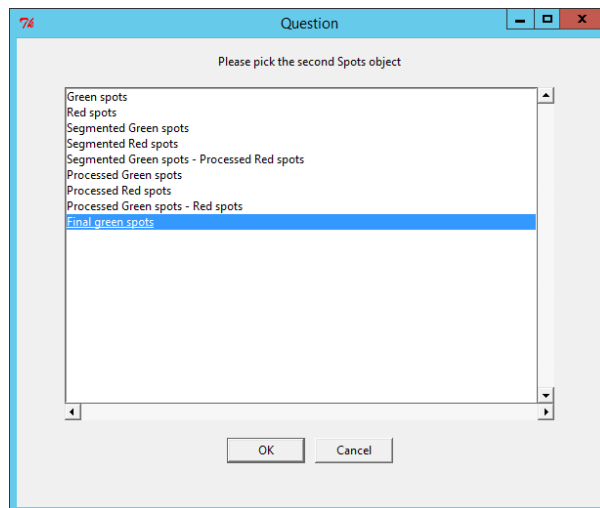 Question
Please pick the second Spots object
Green spots
Red spots
Segmented Green spots
Segmented Red spots
Segmented Green spots - Processed Red spots
Processed Green spots
Processed Red spots
Processed Green spots - Red spots
Final green spots
OK Cancel